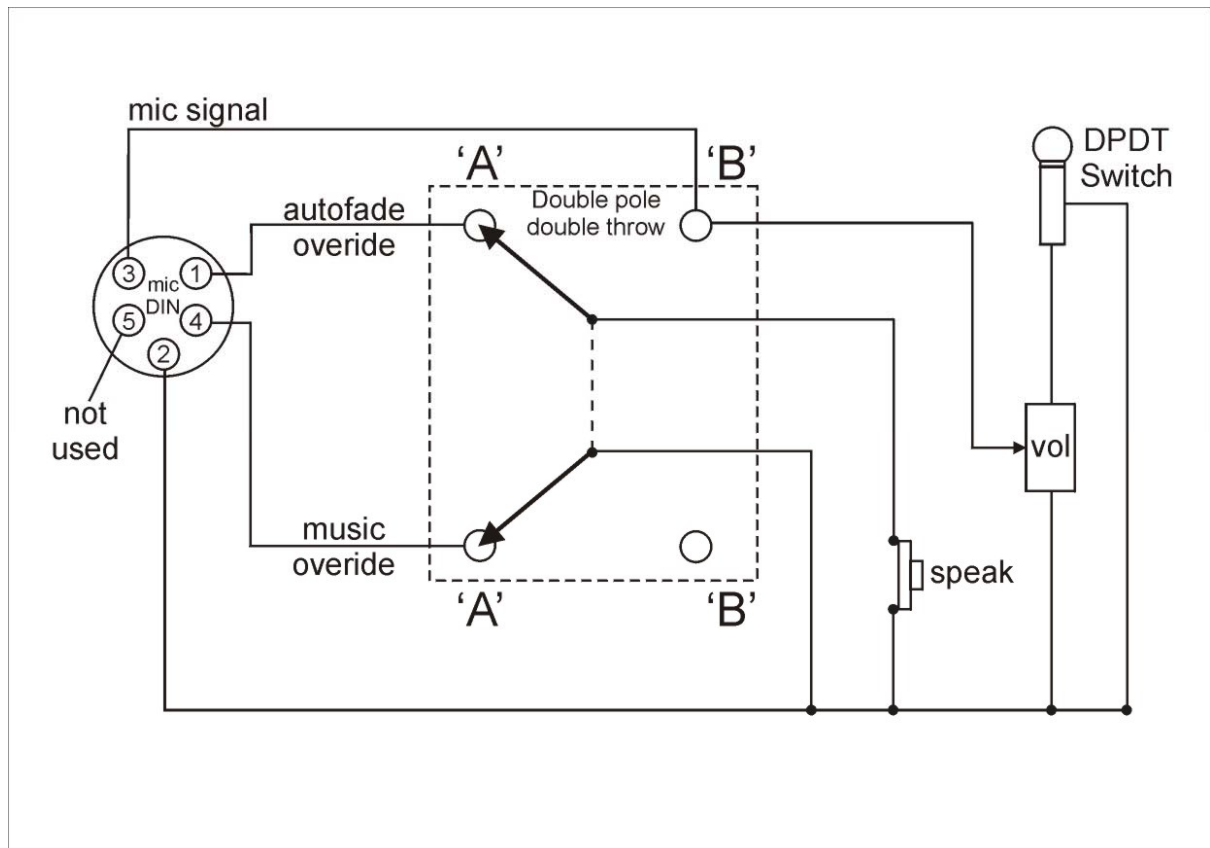 mic signal
'A'
'B'
DPDT
Switch
Double pole
double throw
autofade
overide
3
1
mic
DIN
5
4
2
not
used
vol
music
overide
speak
'A'
'B'